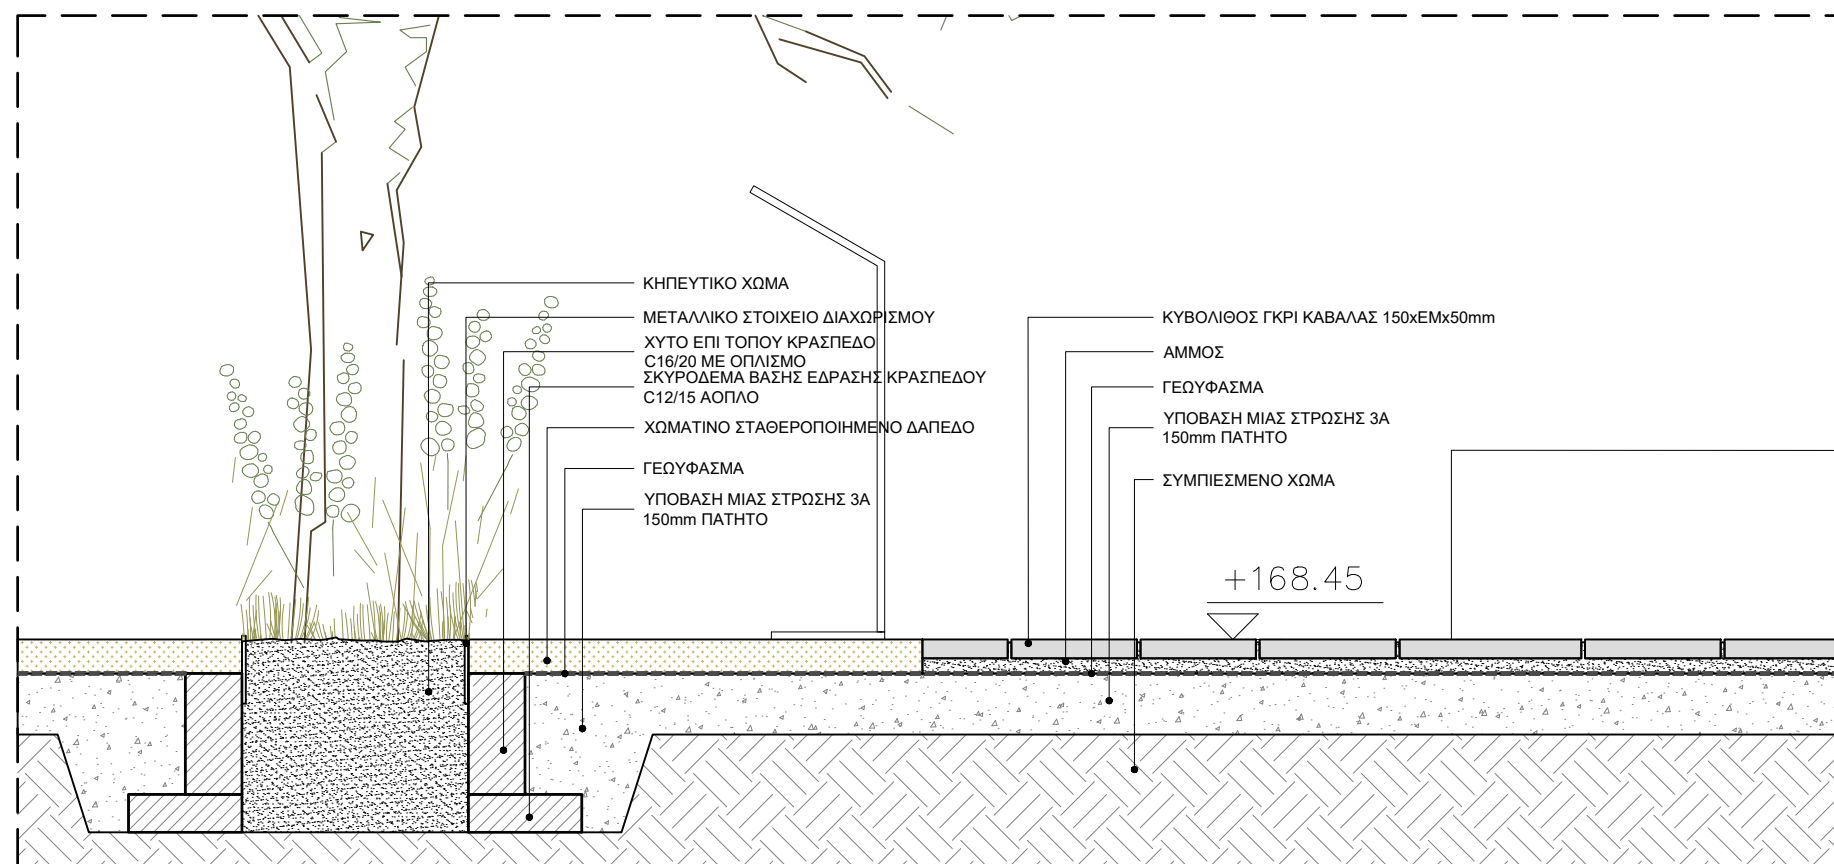 ΚΗΠΕΥΤΙΚΟ ΧΩΜΑ
ΜΕΤΑΛΛΙΚΟ ΣΤΟΙΧΕΙΟ ΔΙΑΧΩΡΙΣΜΟΥ
ΧΥΤΟ ΕΠΙ ΤΟΠΟΥ ΚΡΑΣΠΕΔΟ
C16/20 ΜΕ ΟΠΛΙΣΜΟ
ΣΚΥΡΟΔΕΜΑ ΒΑΣΗΣ ΕΔΡΑΣΗΣ ΚΡΑΣΠΕΔΟΥ
C12/15 ΑΟΠΛΟ
ΧΩΜΑΤΙΝΟ ΣΤΑΘΕΡΟΠΟΙΗΜΕΝΟ ΔΑΠΕΔΟ
ΓΕΩΥΦΑΣΜΑ
ΥΠΟΒΑΣΗ ΜΙΑΣ ΣΤΡΩΣΗΣ 3Α
150mm ΠΑΤΗΤΟ
ΚΥΒΟΛΙΘΟΣ ΓΚΡΙ ΚΑΒΑΛΑΣ 150xΕΜx50mm
ΑΜΜΟΣ
ΓΕΩΥΦΑΣΜΑ
ΥΠΟΒΑΣΗ ΜΙΑΣ ΣΤΡΩΣΗΣ 3Α
150mm ΠΑΤΗΤΟ
ΣΥΜΠΙΕΣΜΕΝΟ ΧΩΜΑ
+168.45